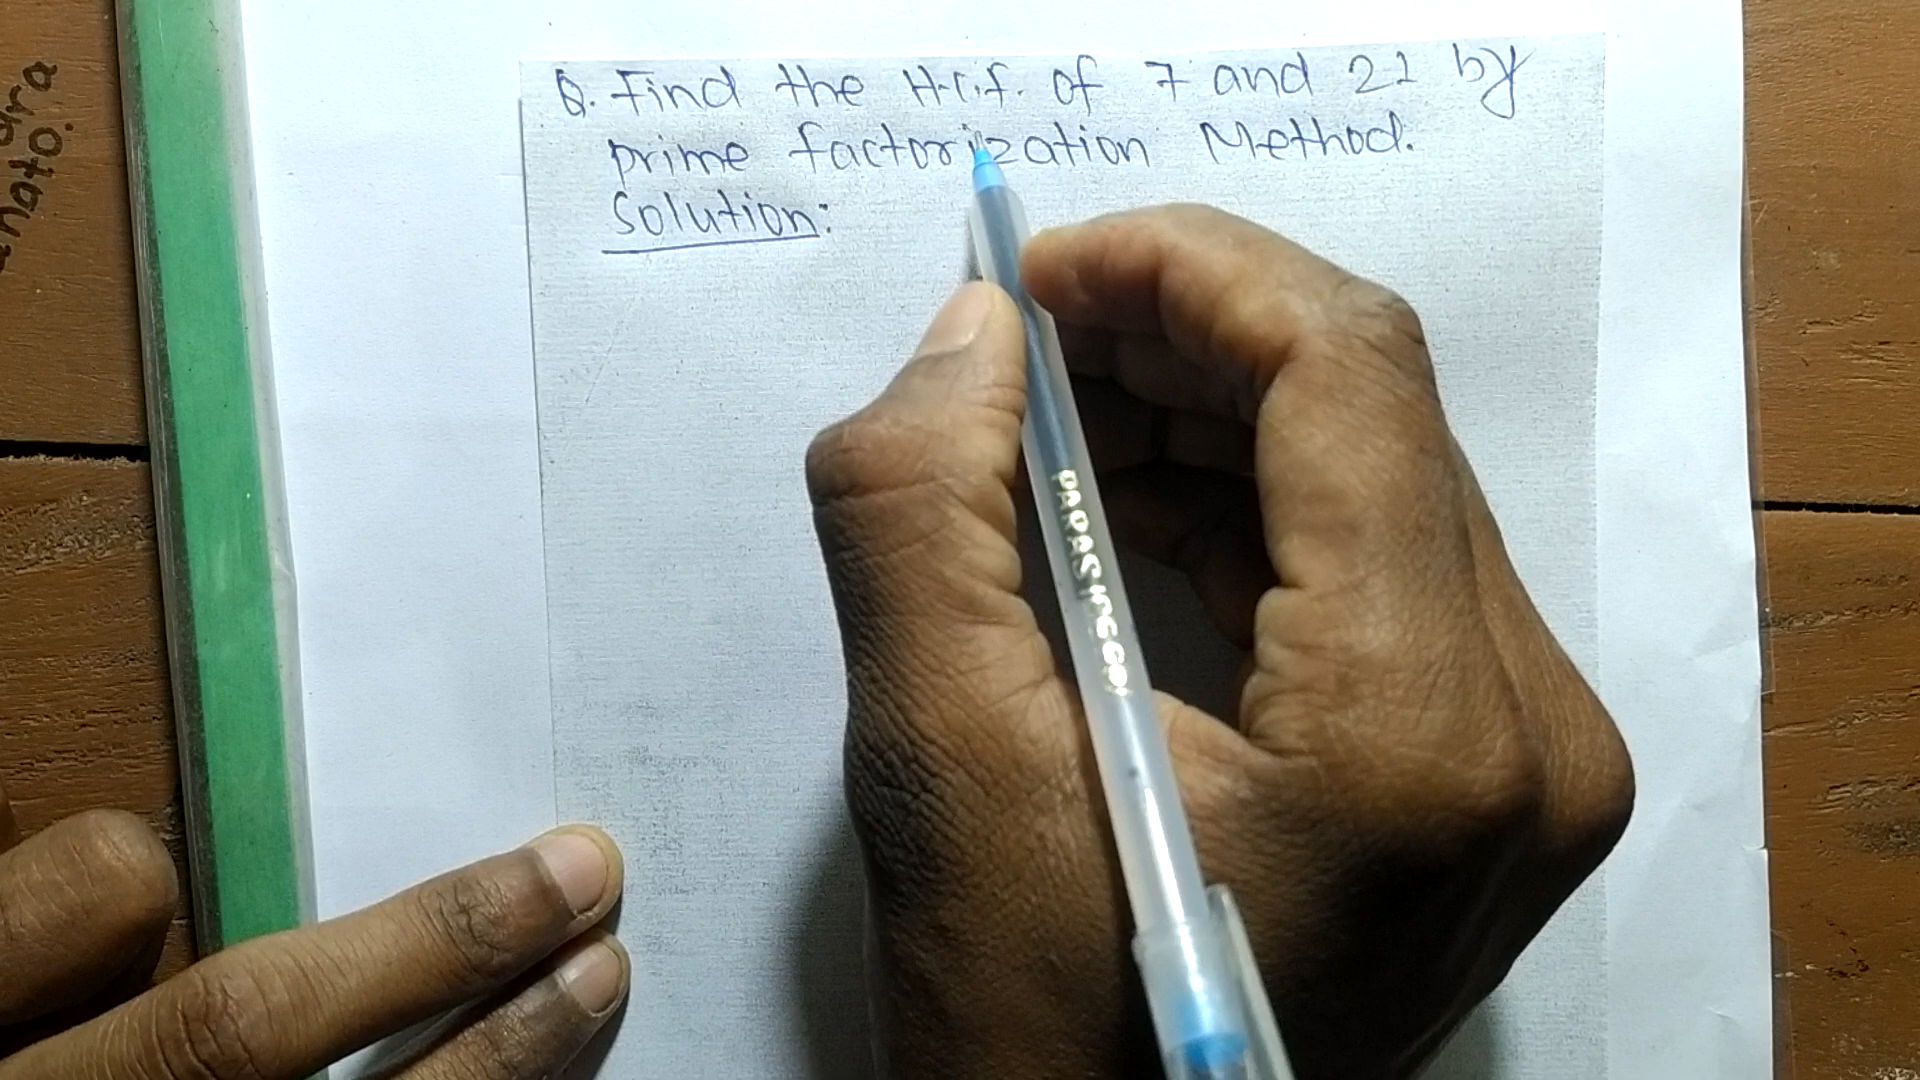 Q. Find the H.C.f. of 7 and 21 by
prime factorization Method.
Solution: